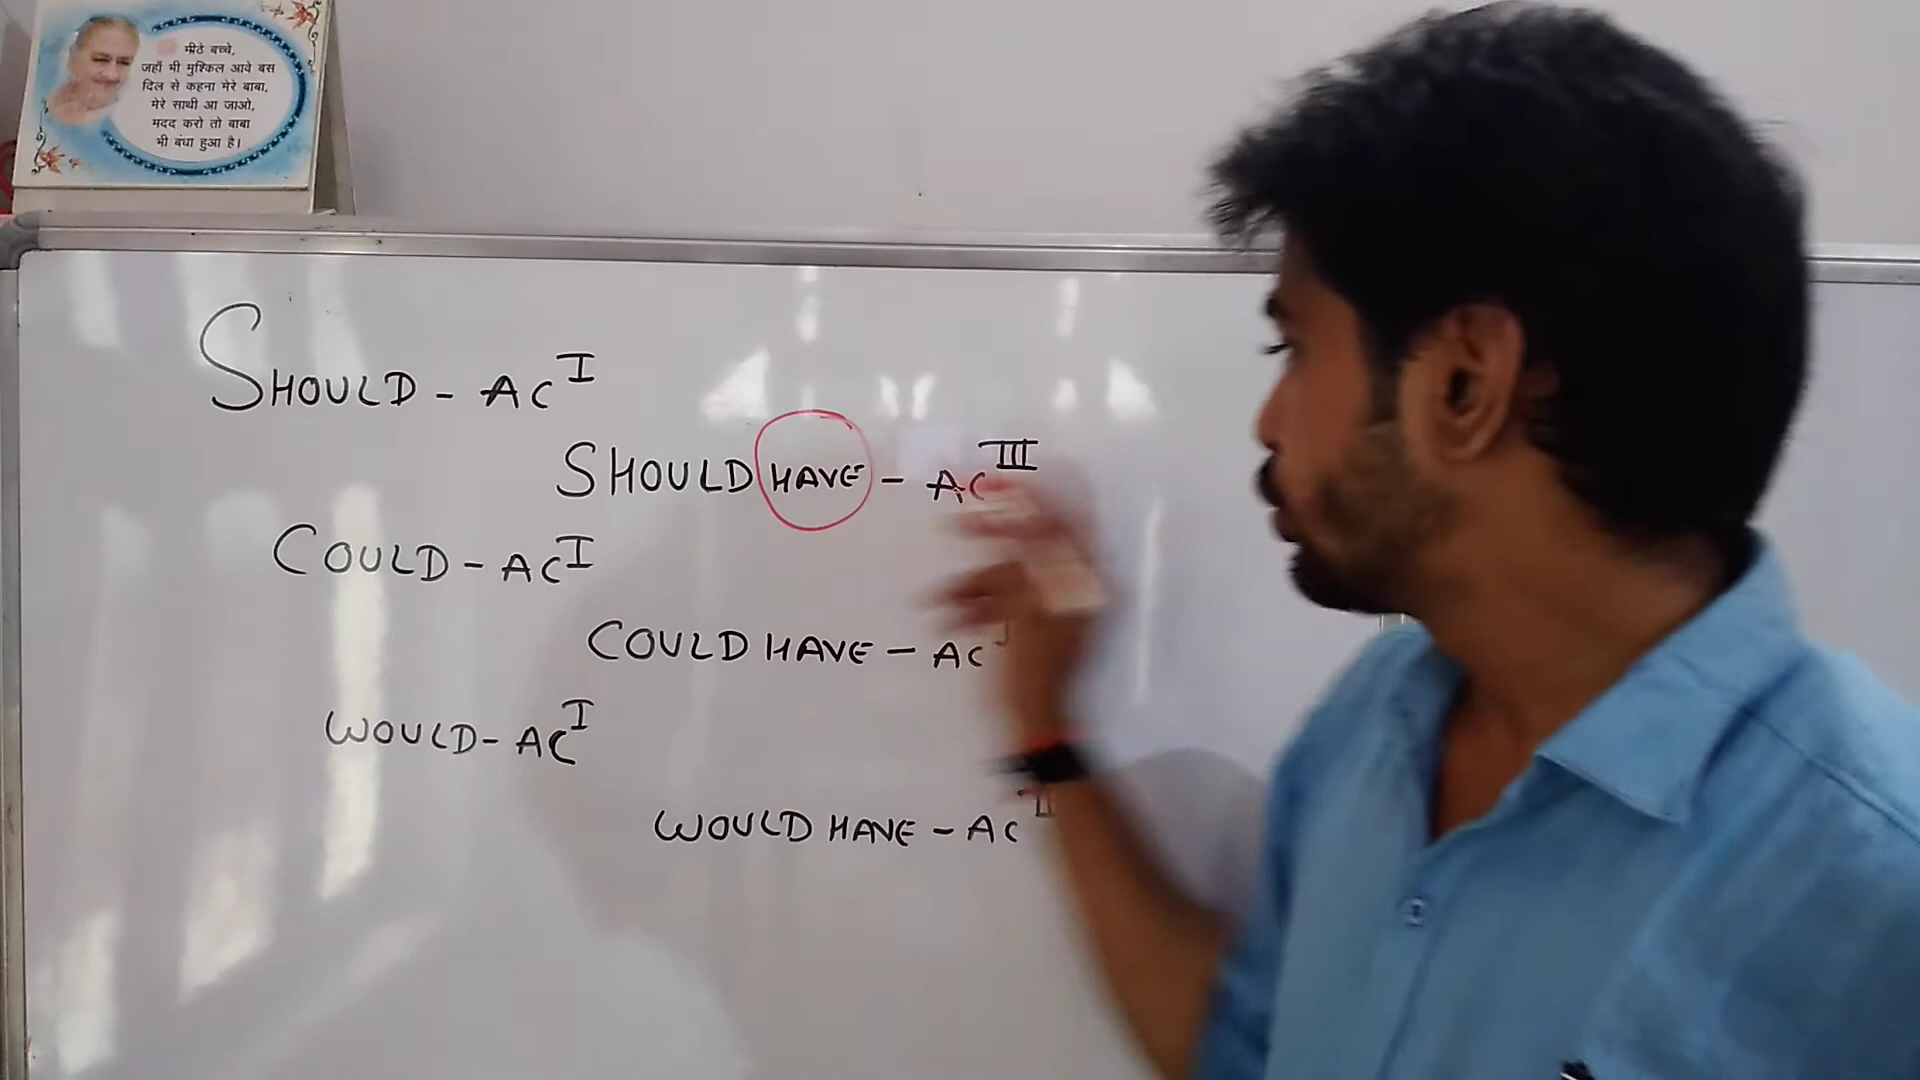 मीठे बच्चे,
जहाँ भी मुश्किल आवे बस
दिल से कहना मेरे बाबा,
मेरे साथी आ जाओ,
मदद करो तो बाबा
भी बंधा हुआ है।
SHOULD - AC I
SHOULD HAVE - AC III
COULD - AC I
COULD HAVE - AC
WOULD - AC I
WOULD HAVE - AC